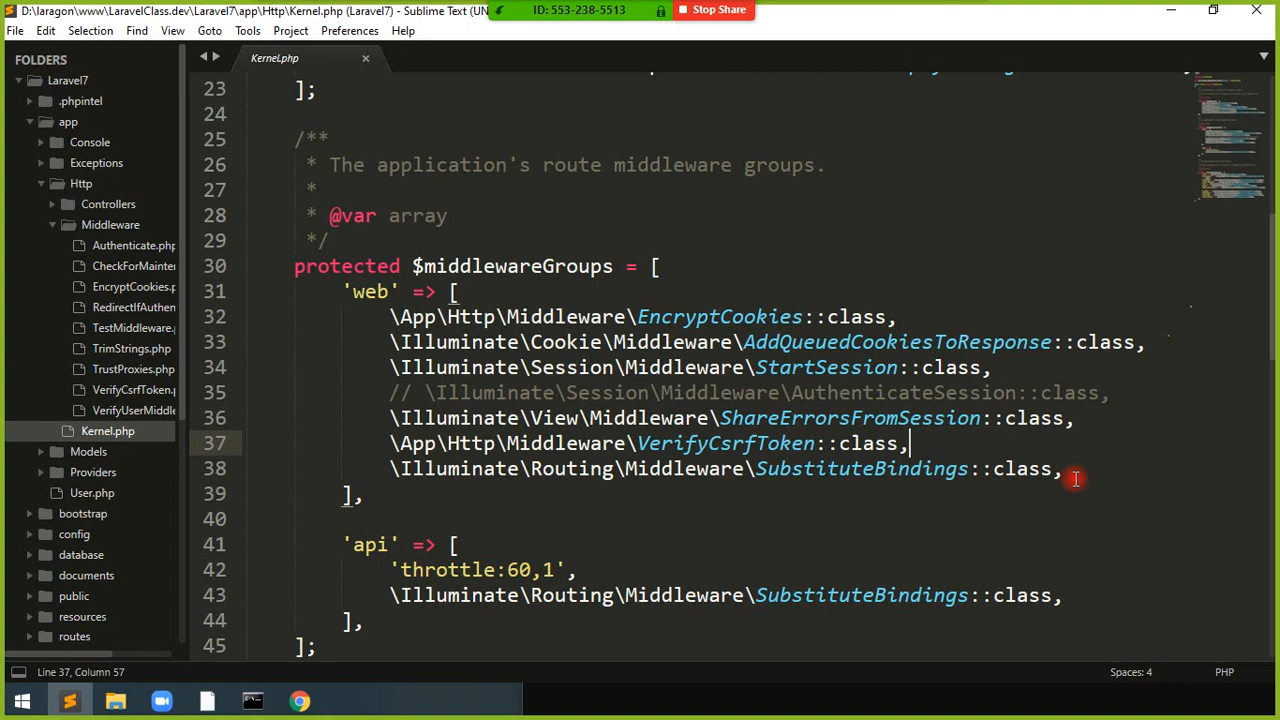 D:\laragon\www\LaravelClass.dev\Laravel7\app\Http\Kernel.php (Laravel7) - Sublime Text (UN
ID: 553-238-5513
Stop Share
File Edit Selection Find View Goto Tools Project Preferences Help
FOLDERS
Laravel7
.phpintel
app
Console
Exceptions
Http
Controllers
Middleware
Authenticate.php
CheckForMainter
EncryptCookies.
RedirectIfAuthen
TestMiddleware.
TrimStrings.php
TrustProxies.php
VerifyCsrfToken.
VerifyUserMiddle
Kernel.php
Models
Providers
User.php
bootstrap
config
database
documents
public
resources
routes
Kernel.php
23 ];
24
25 /**
26 * The application's route middleware groups.
27 *
28 * @var array
29 */
30 protected $middlewareGroups = [
31 'web' => [
32 \App\Http\Middleware\EncryptCookies::class,
33 \Illuminate\Cookie\Middleware\AddQueuedCookiesToResponse::class,
34 \Illuminate\Session\Middleware\StartSession::class,
35 // \Illuminate\Session\Middleware\AuthenticateSession::class,
36 \Illuminate\View\Middleware\ShareErrorsFromSession::class,
37 \App\Http\Middleware\VerifyCsrfToken::class,
38 \Illuminate\Routing\Middleware\SubstituteBindings::class,
39 ],
40
41 'api' => [
42 'throttle:60,1',
43 \Illuminate\Routing\Middleware\SubstituteBindings::class,
44 ],
45 ];
Line 37, Column 57
Spaces: 4
PHP